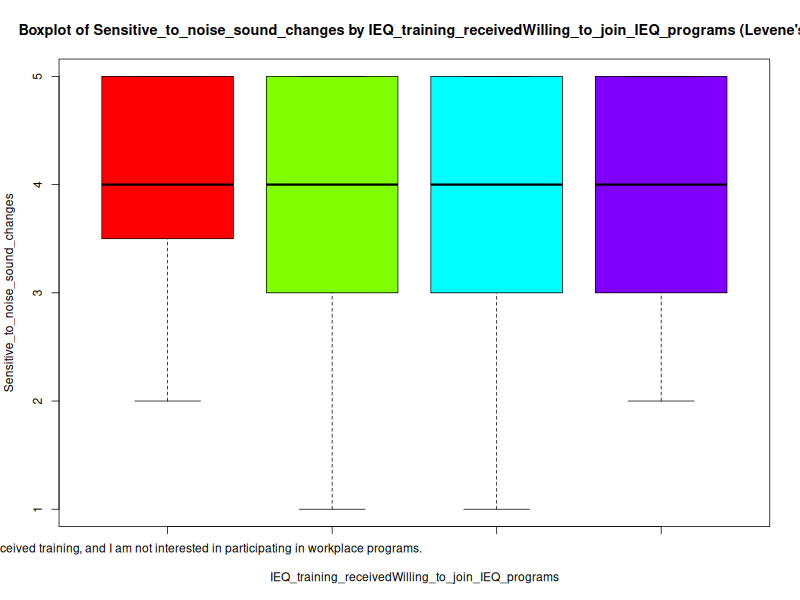 Boxplot of Sensitive_to_noise_sound_changes by IEQ_training_receivedWilling_to_join_IEQ_programs (Levene's
5
4
3
2
1
Sensitive_to_noise_sound_changes
ceived training, and I am not interested in participating in workplace programs.
IEQ_training_receivedWilling_to_join_IEQ_programs